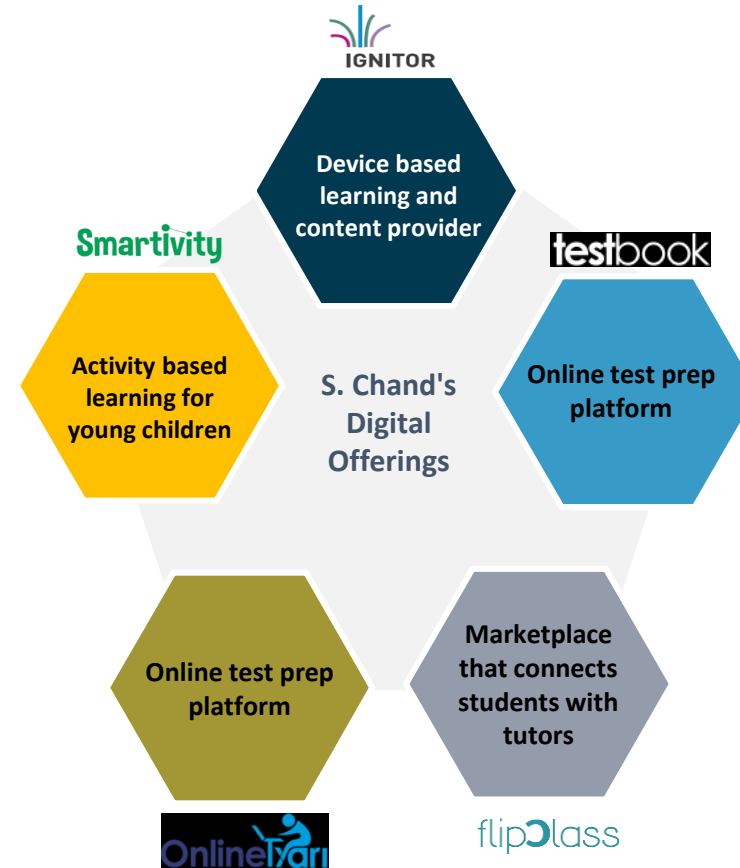 IGNITOR
Device based
learning and
content provider
Smartivity
testbook
Activity based
learning for
young children
S. Chand's
Digital
Offerings
Online test prep
platform
Online test prep
platform
Marketplace
that connects
students with
tutors
OnlineTyari
flipClass